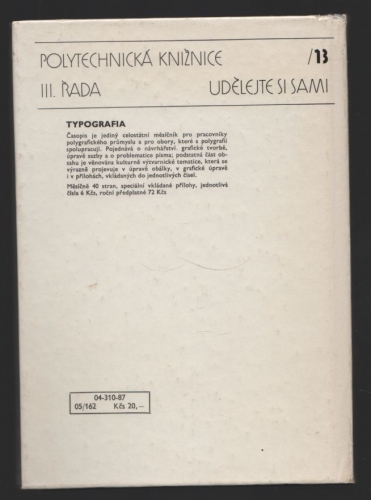 POLYTECHNICKÁ KNIŽNICE /13
III. ŘADA UDĚLEJTE SI SAMI
TYPOGRAFIA
Časopis je jediný celostátní měsíčník pro pracovníky
polygrafického průmyslu a pro obory, které s polygrafií
spolupracují. Pojednává o návrhářství, grafické tvorbě,
úpravě sazby a o problematice písma; podstatná část ob-
sahu je věnována kulturně výtvarnické tematice, která se
výrazně projevuje v úpravě obálky, v grafické úpravě
i v přílohách, vkládaných do jednotlivých čísel.
Měsíčně 40 stran, speciální vkládané přílohy, jednotlivá
čísla 6 Kčs, roční předplatné 72 Kčs
04-310-87
05/162 Kčs 20,—